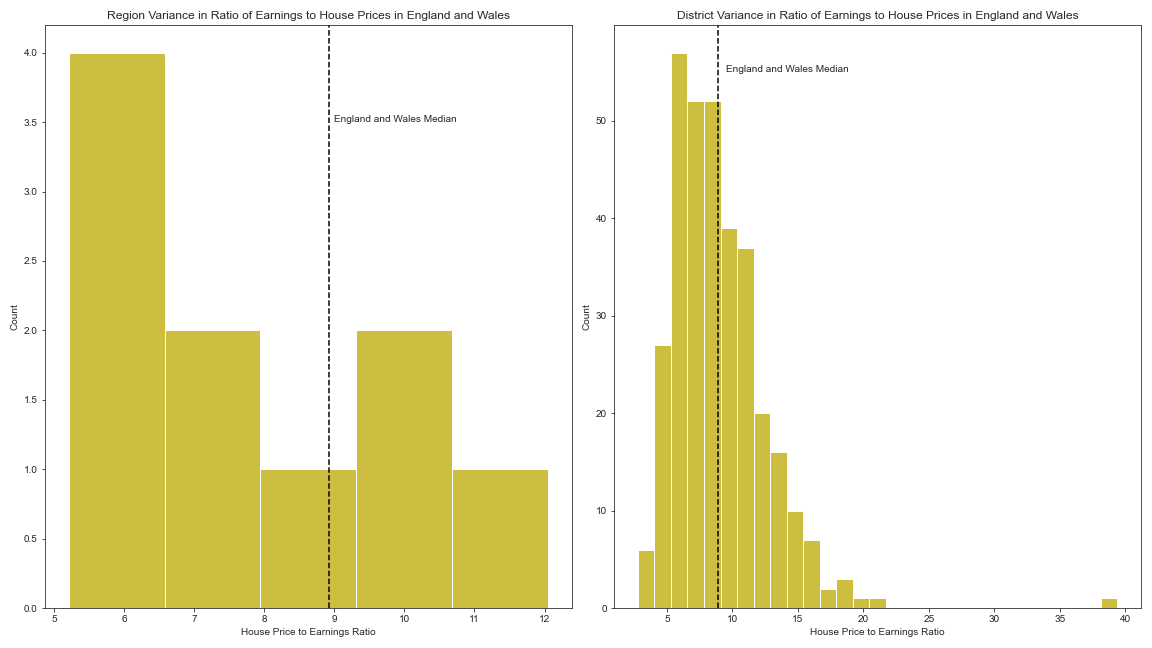 Region Variance in Ratio of Earnings to House Prices in England and Wales
4.0
3.5
3.0
2.5
2.0
1.5
1.0
0.5
0.0
Count
England and Wales Median
5 6 7 8 9 10 11 12
House Price to Earnings Ratio
District Variance in Ratio of Earnings to House Prices in England and Wales
50
40
30
20
10
0
Count
England and Wales Median
5 10 15 20 25 30 35 40
House Price to Earnings Ratio